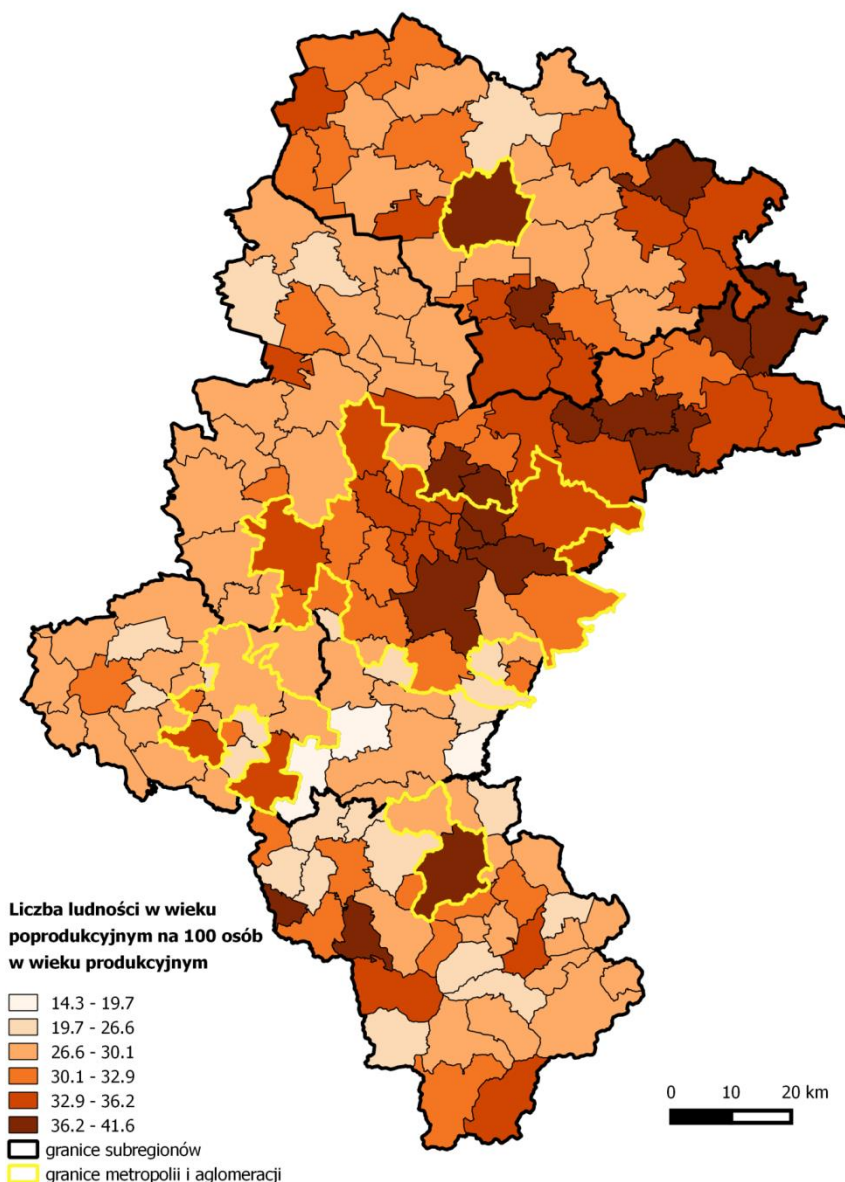 Liczba ludności w wieku
poprodukcyjnym na 100 osób
w wieku produkcyjnym
14.3 - 19.7
19.7 - 26.6
26.6 - 30.1
30.1 - 32.9
32.9 - 36.2
36.2 - 41.6
granice subregionów
granice metropolii i aglomeracji
0 10 20 km